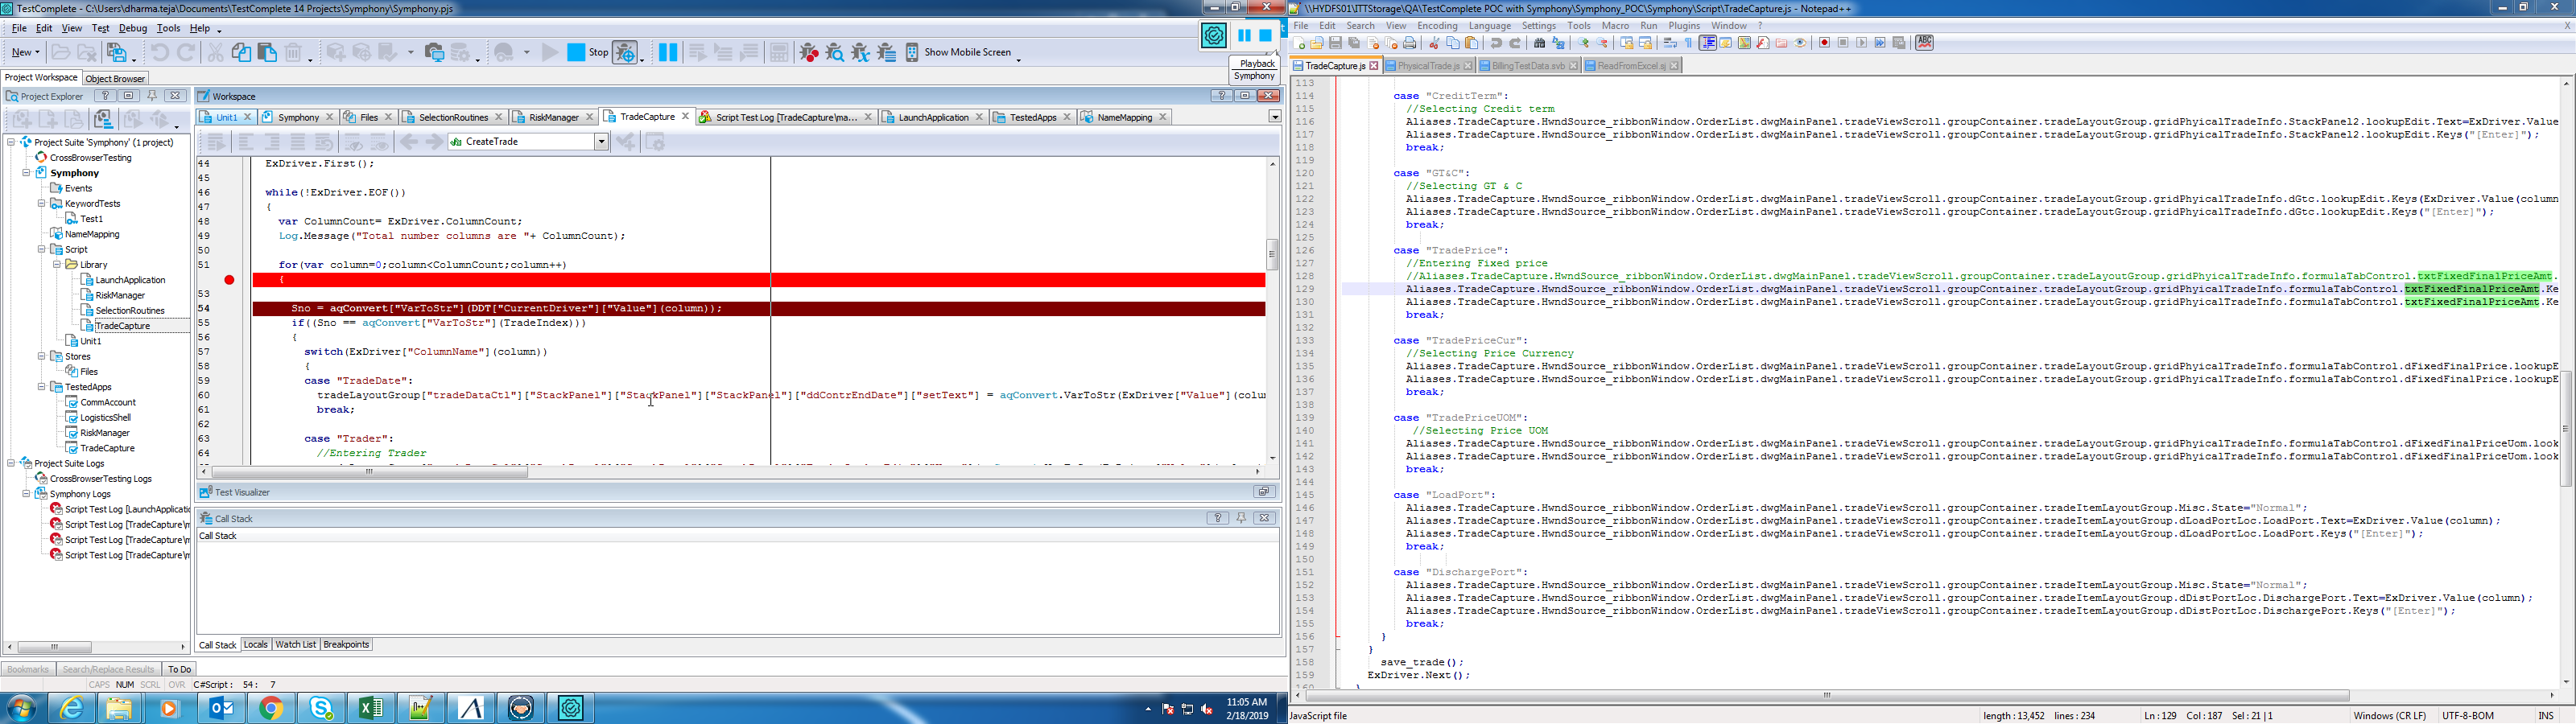 TestComplete - C:\Users\dharma.teja\Documents\TestComplete 14 Projects\Symphony\Symphony.pjs
File Edit View Test Debug Tools Help
New Stop Show Mobile Screen
Playback
Symphony
Project Workspace Object Browser
Project Explorer
Project Suite 'Symphony' (1 project)
CrossBrowserTesting
Symphony
Events
KeywordTests
Test1
NameMapping
Script
Library
LaunchApplication
RiskManager
SelectionRoutines
TradeCapture
Unit1
Stores
Files
TestedApps
CommAccount
LogisticsShell
RiskManager
TradeCapture
Project Suite Logs
CrossBrowserTesting Logs
Symphony Logs
Script Test Log [LaunchApplicatio
Script Test Log [TradeCapture\m
Script Test Log [TradeCapture\m
Script Test Log [TradeCapture\m
Workspace
Unit1 Symphony Files SelectionRoutines RiskManager TradeCapture Script Test Log [TradeCapture\ma... LaunchApplication TestedApps NameMapping
CreateTrade
44 ExDriver.First();
45
46 while(!ExDriver.EOF())
47 {
48 var ColumnCount= ExDriver.ColumnCount;
49 Log.Message("Total number columns are "+ ColumnCount);
50
51 for(var column=0;column<ColumnCount;column++)
{
53
54 Sno = aqConvert["VarToStr"](DDT["CurrentDriver"]["Value"](column));
55 if((Sno == aqConvert["VarToStr"](TradeIndex)))
56 {
57 switch(ExDriver["ColumnName"](column))
58 {
59 case "TradeDate":
60 tradeLayoutGroup["tradeDataCtl"]["StackPanel"]["StackPanel"]["StackPanel"]["ddContrEndDate"]["setText"] = aqConvert.VarToStr(ExDriver["Value"](colum
61 break;
62
63 case "Trader":
64 //Entering Trader
Test Visualizer
Call Stack
Call Stack
Call Stack Locals Watch List Breakpoints
Bookmarks Search/Replace Results To Do
CAPS NUM SCRL OVR C#Script : 54: 7
11:05 AM
2/18/2019
\\HYDFS01\ITTStorage\QA\TestComplete POC with Symphony\Symphony_POC\Symphony\Script\TradeCapture.js - Notepad++
File Edit Search View Encoding Language Settings Tools Macro Run Plugins Window ? X
TradeCapture.js PhysicalTrade.js BillingTestData.svb ReadFromExcel.sj
113
114 case "CreditTerm":
115 //Selecting Credit term
116 Aliases.TradeCapture.HwndSource_ribbonWindow.OrderList.dwgMainPanel.tradeViewScroll.groupContainer.tradeLayoutGroup.gridPhyicalTradeInfo.StackPanel2.lookupEdit.Text=ExDriver.Value
117 Aliases.TradeCapture.HwndSource_ribbonWindow.OrderList.dwgMainPanel.tradeViewScroll.groupContainer.tradeLayoutGroup.gridPhyicalTradeInfo.StackPanel2.lookupEdit.Keys("[Enter]");
118 break;
119
120 case "GT&C":
121 //Selecting GT & C
122 Aliases.TradeCapture.HwndSource_ribbonWindow.OrderList.dwgMainPanel.tradeViewScroll.groupContainer.tradeLayoutGroup.gridPhyicalTradeInfo.dGtc.lookupEdit.Keys(ExDriver.Value(column
123 Aliases.TradeCapture.HwndSource_ribbonWindow.OrderList.dwgMainPanel.tradeViewScroll.groupContainer.tradeLayoutGroup.gridPhyicalTradeInfo.dGtc.lookupEdit.Keys("[Enter]");
124 break;
125
126 case "TradePrice":
127 //Entering Fixed price
128 //Aliases.TradeCapture.HwndSource_ribbonWindow.OrderList.dwgMainPanel.tradeViewScroll.groupContainer.tradeLayoutGroup.gridPhyicalTradeInfo.formulaTabControl.txtFixedFinalPriceAmt.
129 Aliases.TradeCapture.HwndSource_ribbonWindow.OrderList.dwgMainPanel.tradeViewScroll.groupContainer.tradeLayoutGroup.gridPhyicalTradeInfo.formulaTabControl.txtFixedFinalPriceAmt.Ke
130 Aliases.TradeCapture.HwndSource_ribbonWindow.OrderList.dwgMainPanel.tradeViewScroll.groupContainer.tradeLayoutGroup.gridPhyicalTradeInfo.formulaTabControl.txtFixedFinalPriceAmt.Ke
131 break;
132
133 case "TradePriceCur":
134 //Selecting Price Currency
135 Aliases.TradeCapture.HwndSource_ribbonWindow.OrderList.dwgMainPanel.tradeViewScroll.groupContainer.tradeLayoutGroup.gridPhyicalTradeInfo.formulaTabControl.dFixedFinalPrice.lookupE
136 Aliases.TradeCapture.HwndSource_ribbonWindow.OrderList.dwgMainPanel.tradeViewScroll.groupContainer.tradeLayoutGroup.gridPhyicalTradeInfo.formulaTabControl.dFixedFinalPrice.lookupE
137 break;
138
139 case "TradePriceUOM":
140 //Selecting Price UOM
141 Aliases.TradeCapture.HwndSource_ribbonWindow.OrderList.dwgMainPanel.tradeViewScroll.groupContainer.tradeLayoutGroup.gridPhyicalTradeInfo.formulaTabControl.dFixedFinalPriceUom.look
142 Aliases.TradeCapture.HwndSource_ribbonWindow.OrderList.dwgMainPanel.tradeViewScroll.groupContainer.tradeLayoutGroup.gridPhyicalTradeInfo.formulaTabControl.dFixedFinalPriceUom.look
143 break;
144
145 case "LoadPort":
146 Aliases.TradeCapture.HwndSource_ribbonWindow.OrderList.dwgMainPanel.tradeViewScroll.groupContainer.tradeItemLayoutGroup.Misc.State="Normal";
147 Aliases.TradeCapture.HwndSource_ribbonWindow.OrderList.dwgMainPanel.tradeViewScroll.groupContainer.tradeItemLayoutGroup.dLoadPortLoc.LoadPort.Text=ExDriver.Value(column);
148 Aliases.TradeCapture.HwndSource_ribbonWindow.OrderList.dwgMainPanel.tradeViewScroll.groupContainer.tradeItemLayoutGroup.dLoadPortLoc.LoadPort.Keys("[Enter]");
149 break;
150
151 case "DischargePort":
152 Aliases.TradeCapture.HwndSource_ribbonWindow.OrderList.dwgMainPanel.tradeViewScroll.groupContainer.tradeItemLayoutGroup.Misc.State="Normal";
153 Aliases.TradeCapture.HwndSource_ribbonWindow.OrderList.dwgMainPanel.tradeViewScroll.groupContainer.tradeItemLayoutGroup.dDistPortLoc.DischargePort.Text=ExDriver.Value(column);
154 Aliases.TradeCapture.HwndSource_ribbonWindow.OrderList.dwgMainPanel.tradeViewScroll.groupContainer.tradeItemLayoutGroup.dDistPortLoc.DischargePort.Keys("[Enter]");
155 break;
156 }
157 }
158 save_trade();
159 ExDriver.Next();
JavaScript file length : 13,452 lines : 234 Ln : 129 Col : 187 Sel : 21 | 1 Windows (CR LF) UTF-8-BOM INS